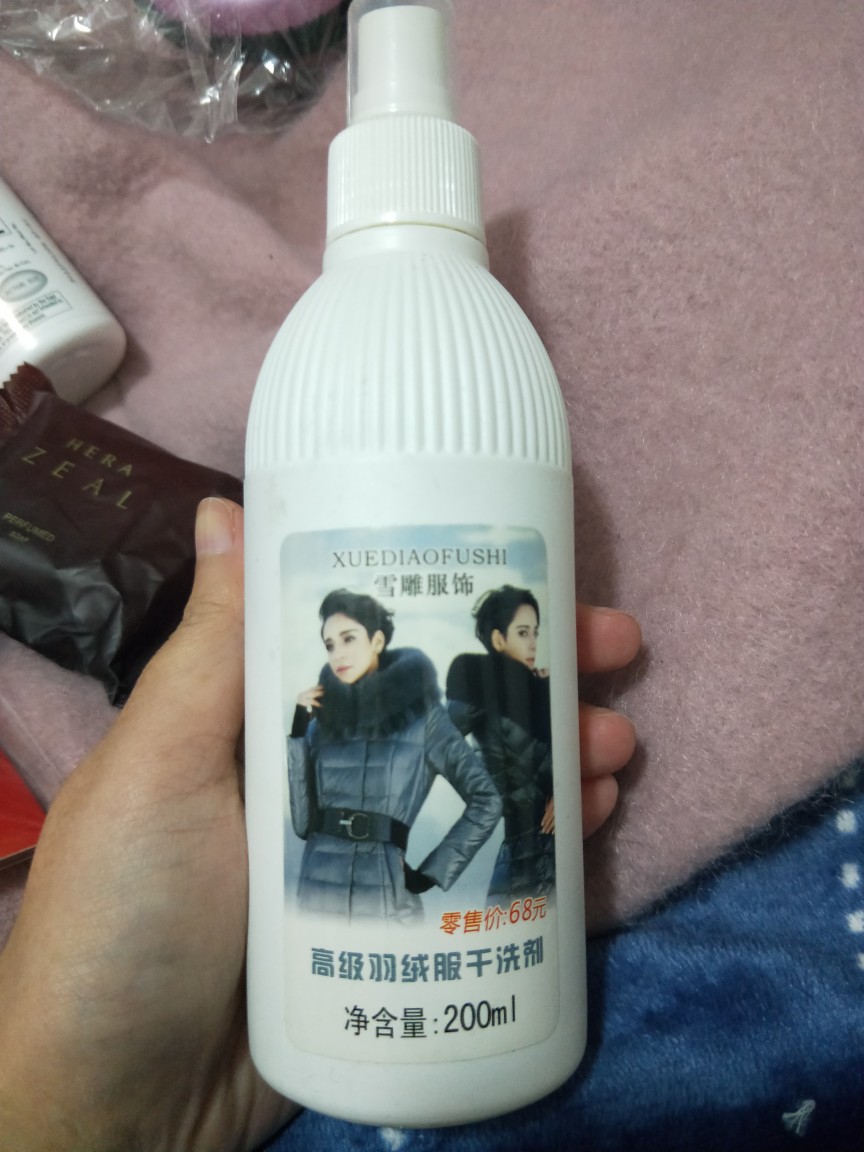 HERA
ZEAL
PERFUMED
XUEDIAOFUSHI
雪雕服饰
零售价:68元
高级羽绒服干洗剂
净含量:200ml